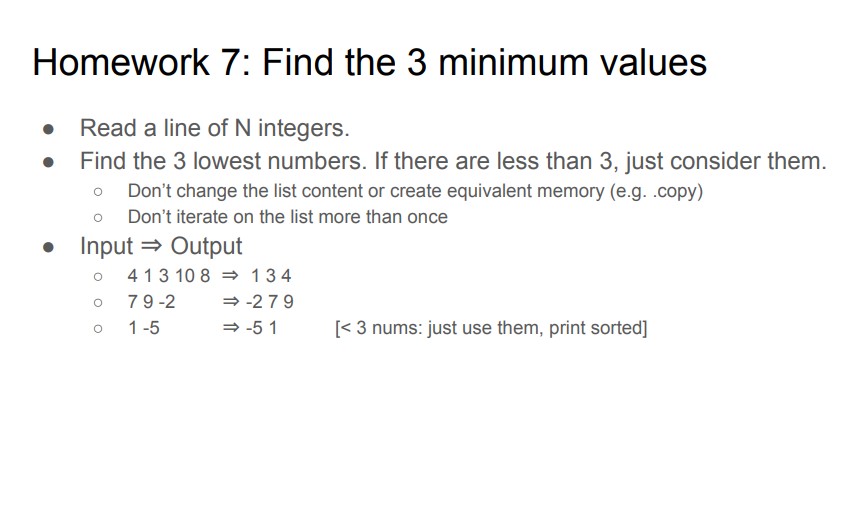 Homework 7: Find the 3 minimum values
● Read a line of N integers.
● Find the 3 lowest numbers. If there are less than 3, just consider them.
○ Don’t change the list content or create equivalent memory (e.g. .copy)
○ Don’t iterate on the list more than once
● Input ⇒ Output
○ 4 1 3 10 8 ⇒ 1 3 4
○ 7 9 -2 ⇒ -2 7 9
○ 1 -5 ⇒ -5 1 [< 3 nums: just use them, print sorted]